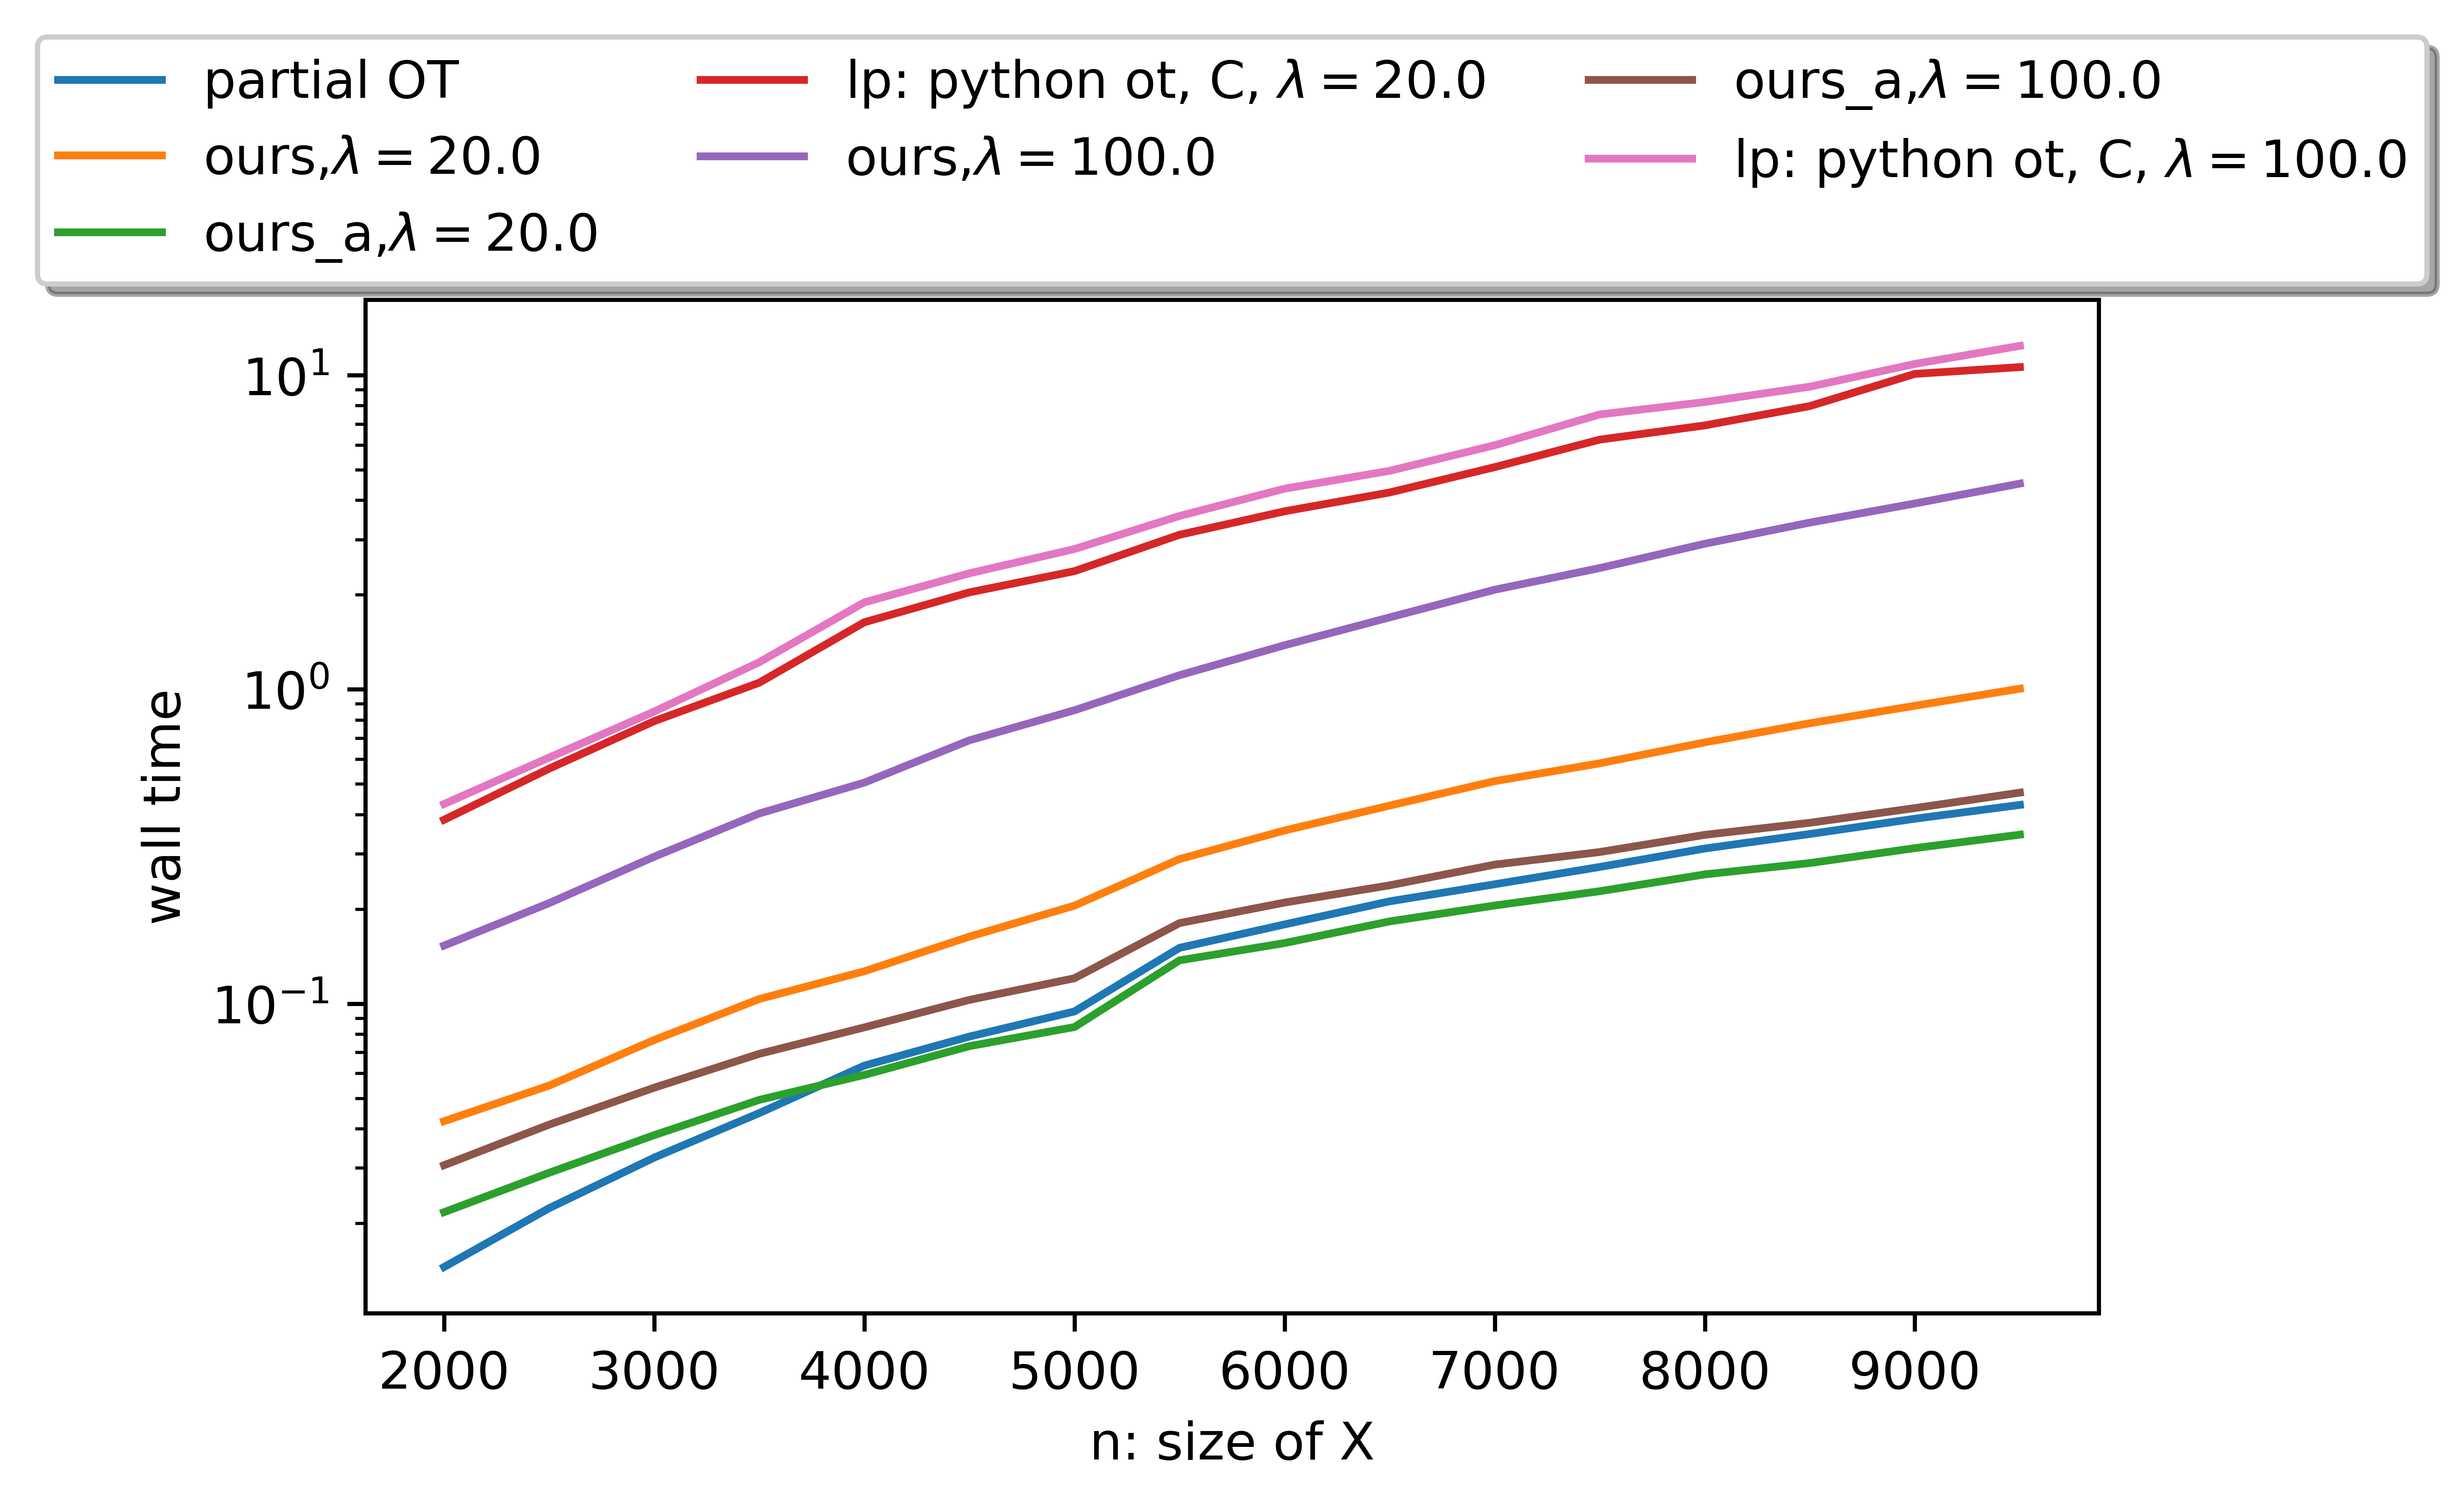 partial OT
ours,λ = 20.0
ours_a,λ = 20.0
lp: python ot, C, λ = 20.0
ours,λ = 100.0
ours_a,λ = 100.0
lp: python ot, C, λ = 100.0
10¹
10⁰
10⁻¹
wall time
2000 3000 4000 5000 6000 7000 8000 9000
n: size of X